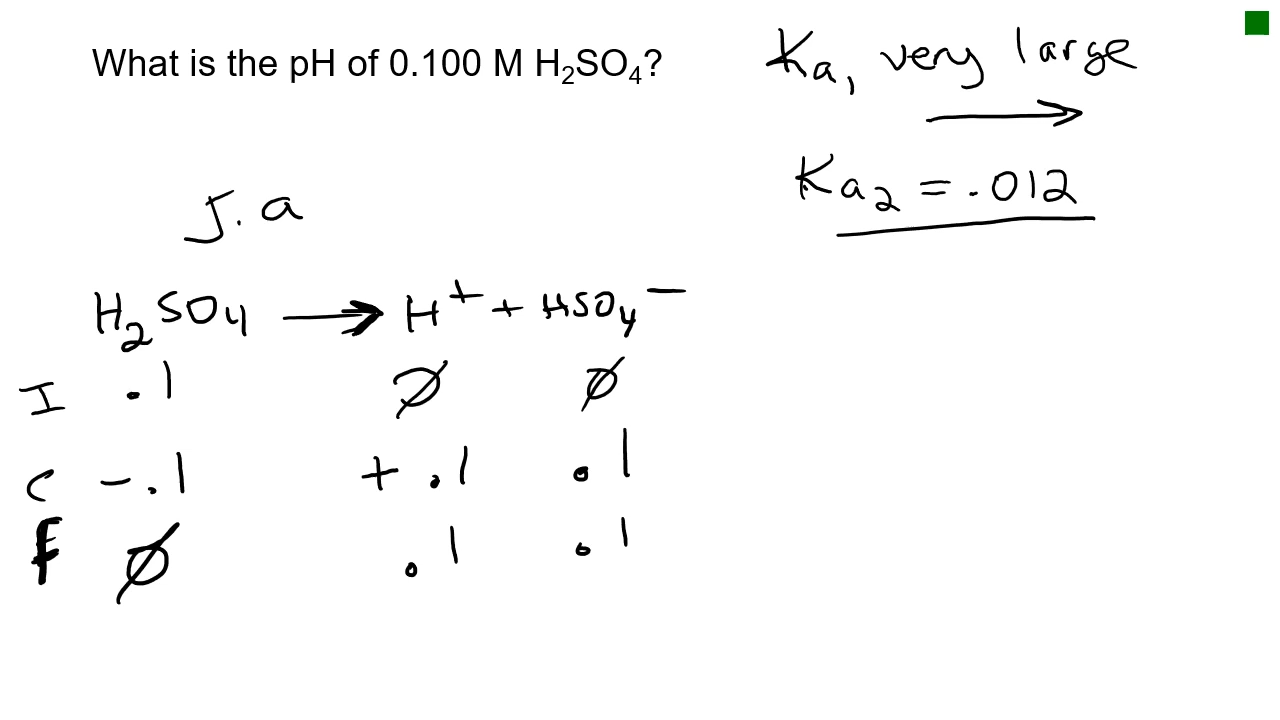 What is the pH of 0.100 M H₂SO₄?
Ka₁ very large
→
Ka₂ = .012
s.a
H₂SO₄ → H⁺ + HSO₄⁻
I .1 ∅ ∅
C -.1 + .1 .1
F ∅ .1 .1